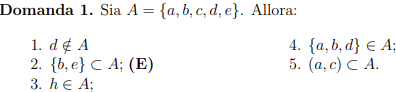 Domanda 1. Sia A = {a, b, c, d, e}. Allora:
1. d ∉ A
2. {b, e} ⊂ A; (E)
3. h ∈ A;
4. {a, b, d} ∈ A;
5. (a, c) ⊂ A.